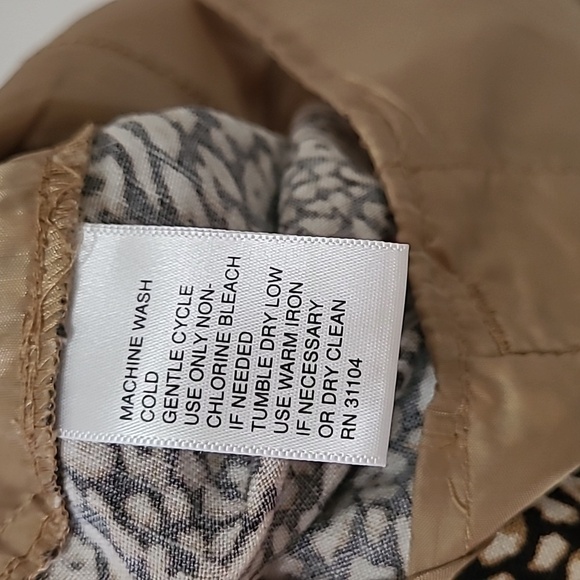 MACHINE WASH
COLD
GENTLE CYCLE
USE ONLY NON-
CHLORINE BLEACH
IF NEEDED
TUMBLE DRY LOW
USE WARM IRON
IF NECESSARY
OR DRY CLEAN
RN 31104